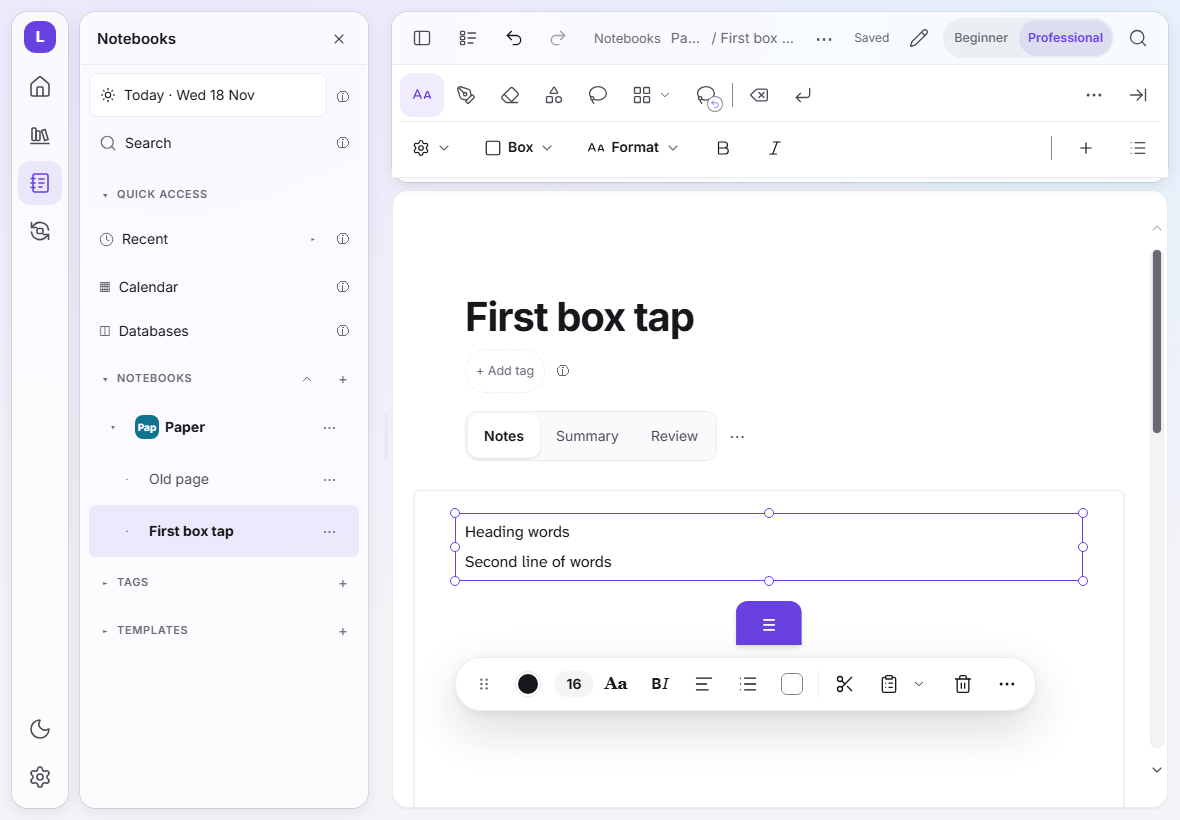 L
Notebooks
Today · Wed 18 Nov
Search
QUICK ACCESS
Recent
Calendar
Databases
NOTEBOOKS
Pap Paper
Old page
First box tap
TAGS
TEMPLATES
Notebooks Pa... / First box ...
Saved
Beginner Professional
AA
Box
AA Format
B I
First box tap
+ Add tag
Notes Summary Review
Heading words
Second line of words
16 Aa BI